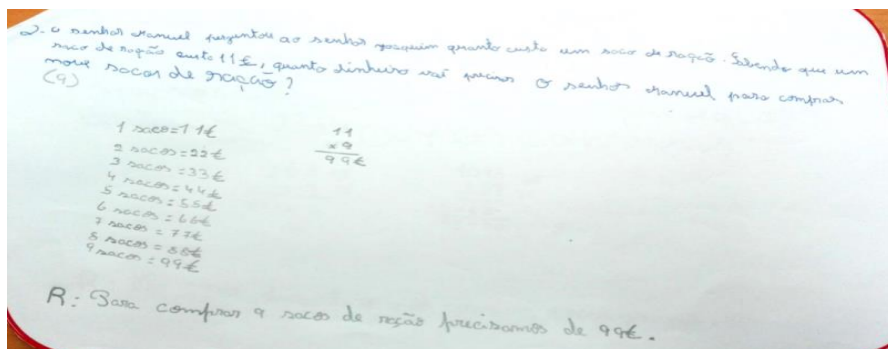 2- O senhor Manuel perguntou ao senhor Joaquim quanto custa um saco de ração. Sabendo que um
saco de ração custa 11€, quanto dinheiro vai precisar o senhor Manuel para comprar
nove sacos de ração?
(9)
1 saco = 11€
2 sacos = 22€
3 sacos = 33€
4 sacos = 44€
5 sacos = 55€
6 sacos = 66€
7 sacos = 77€
8 sacos = 88€
9 sacos = 99€
11
×9
99€
R: Para comprar 9 sacos de ração precisamos de 99€.